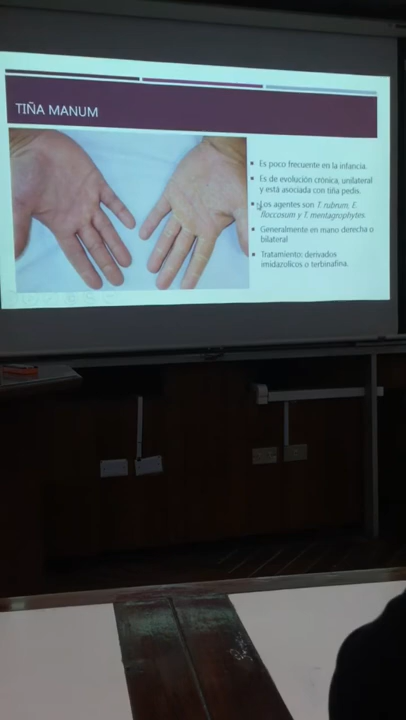 TIÑA MANUM
▪ Es poco frecuente en la infancia.
▪ Es de evolución crónica, unilateral
y está asociada con tiña pedis.
▪ Los agentes son T. rubrum, E.
floccosum y T. mentagrophytes
▪ Generalmente en mano derecha o
bilateral
▪ Tratamiento: derivados
imidazolicos o terbinafina.